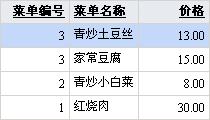 菜单编号 菜单名称 价格
3 青炒土豆丝 13.00
3 家常豆腐 15.00
2 青炒小白菜 8.00
1 红烧肉 30.00